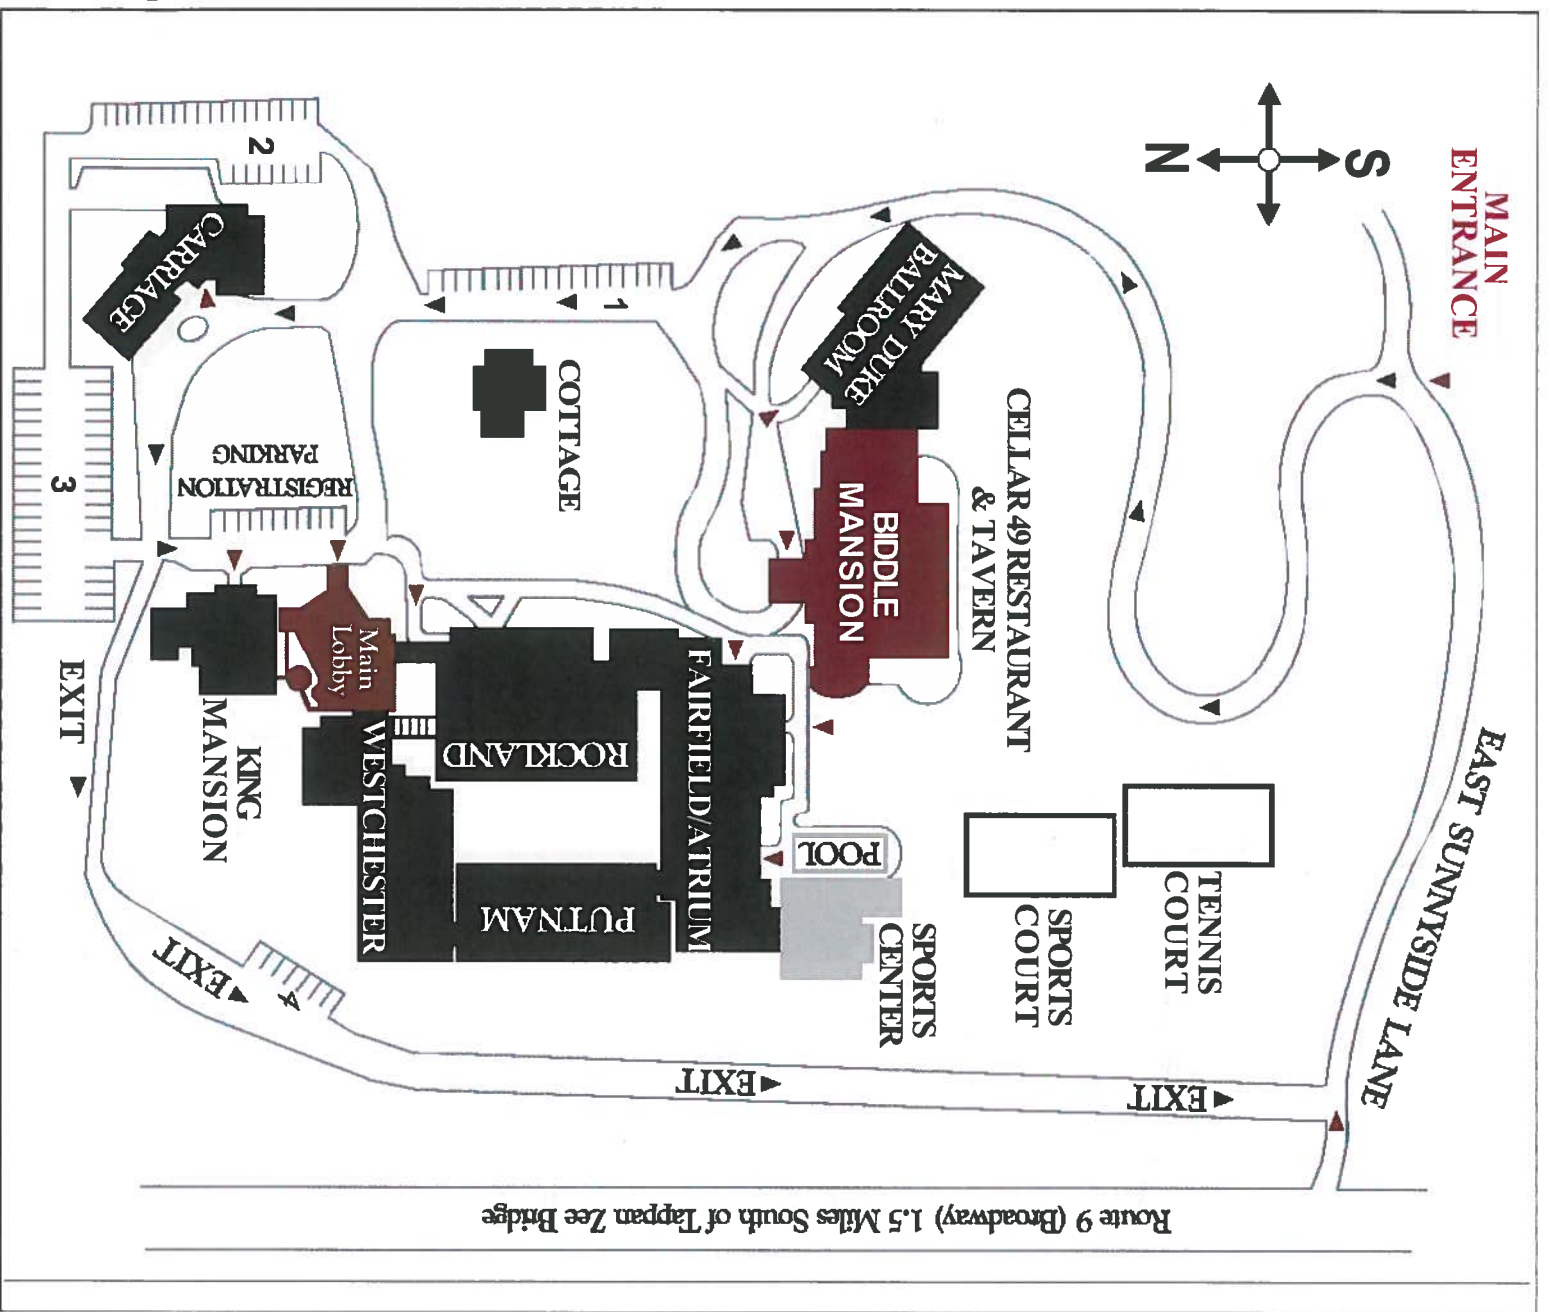 MAIN
ENTRANCE
N
S
2
CARRIAGE
1
MARY DUKE
BALLROOM
COTTAGE
CELLAR 49 RESTAURANT
& TAVERN
REGISTRATION
PARKING
3
BIDDLE
MANSION
Main
Lobby
EXIT
KING
MANSION
WESTCHESTER
ROCKLAND
FAIRFIELD/ATRIUM
PUTNAM
POOL
SPORTS
CENTER
SPORTS
COURT
TENNIS
COURT
EAST SUNNYSIDE LANE
EXIT
4
EXIT
EXIT
Route 9 (Broadway) 1.5 Miles South of Tappan Zee Bridge